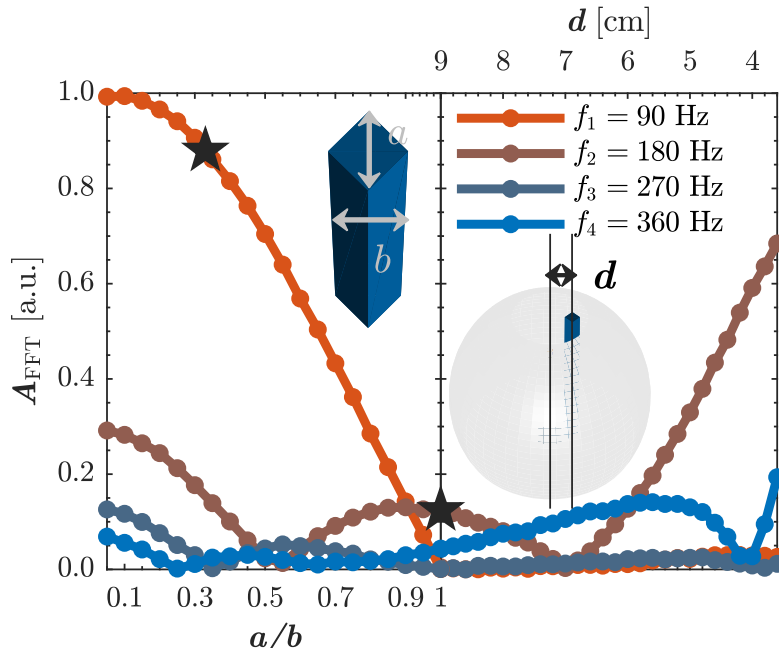 d [cm]
9 8 7 6 5 4
1.0
0.8
0.6
0.4
0.2
0.0
A_FFT [a.u.]
a
b
f₁ = 90 Hz
f₂ = 180 Hz
f₃ = 270 Hz
f₄ = 360 Hz
d
0.1 0.3 0.5 0.7 0.9 1
a/b